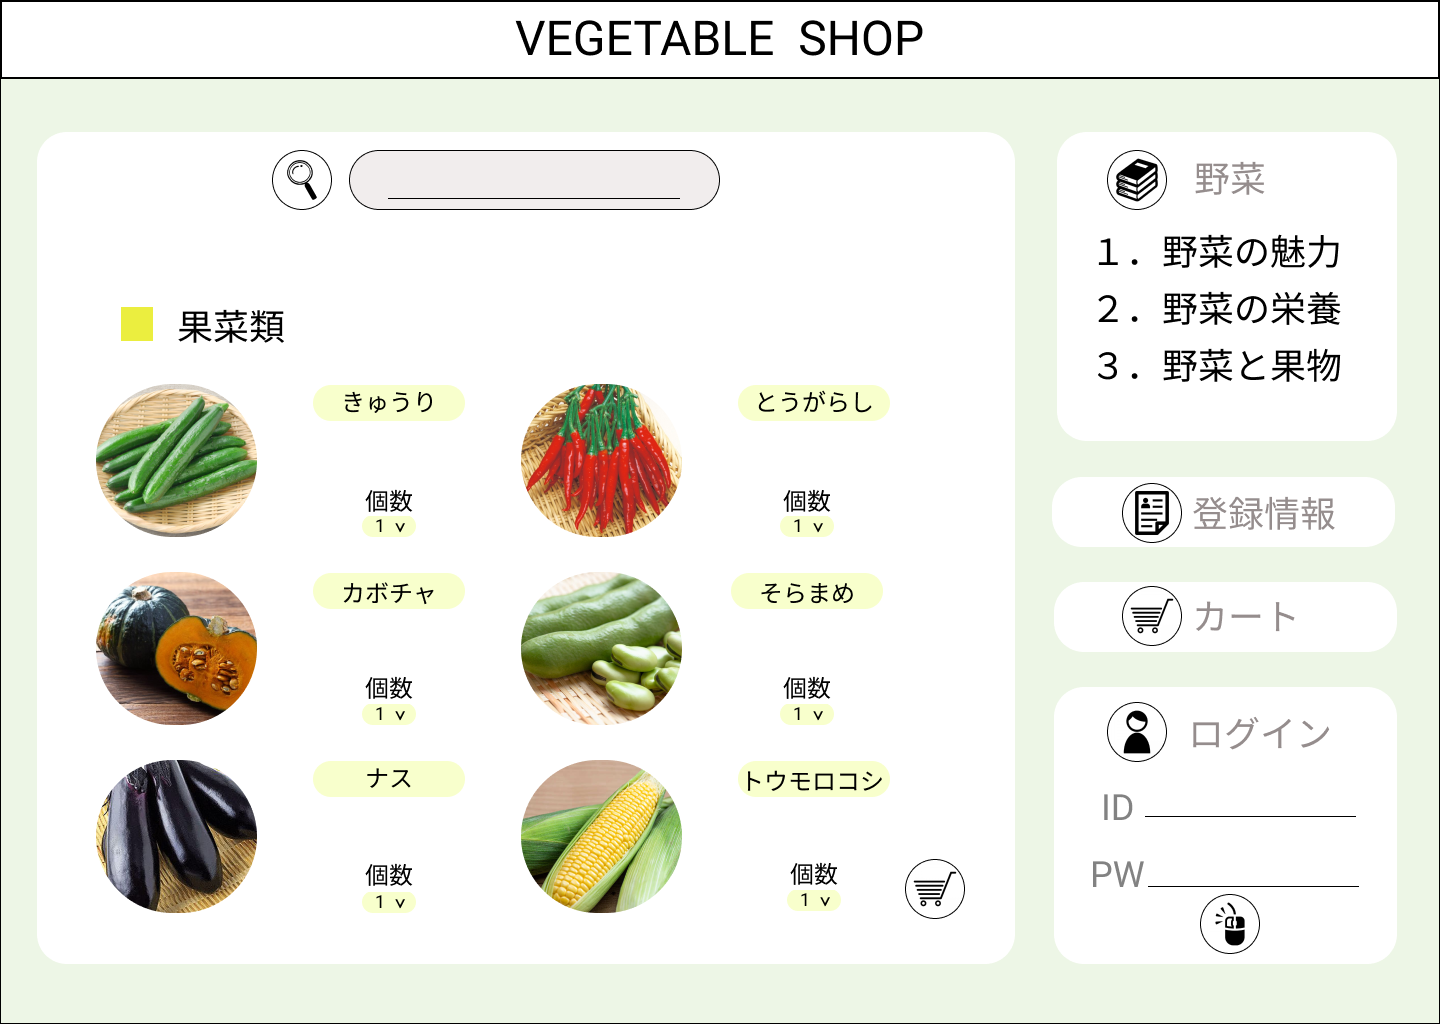 VEGETABLE SHOP
果菜類
きゅうり
個数
1 v
とうがらし
個数
1 v
カボチャ
個数
1 v
そらまめ
個数
1 v
ナス
個数
1 v
トウモロコシ
個数
1 v
野菜
１．野菜の魅力
２．野菜の栄養
３．野菜と果物
登録情報
カート
ログイン
ID
PW